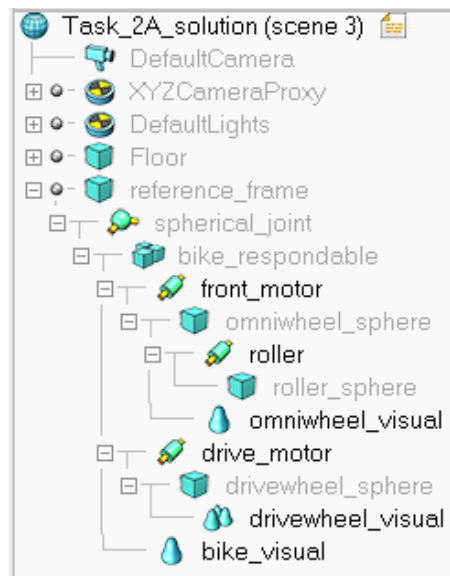 Task_2A_solution (scene 3)
DefaultCamera
XYZCameraProxy
DefaultLights
Floor
reference_frame
spherical_joint
bike_respondable
front_motor
omniwheel_sphere
roller
roller_sphere
omniwheel_visual
drive_motor
drivewheel_sphere
drivewheel_visual
bike_visual